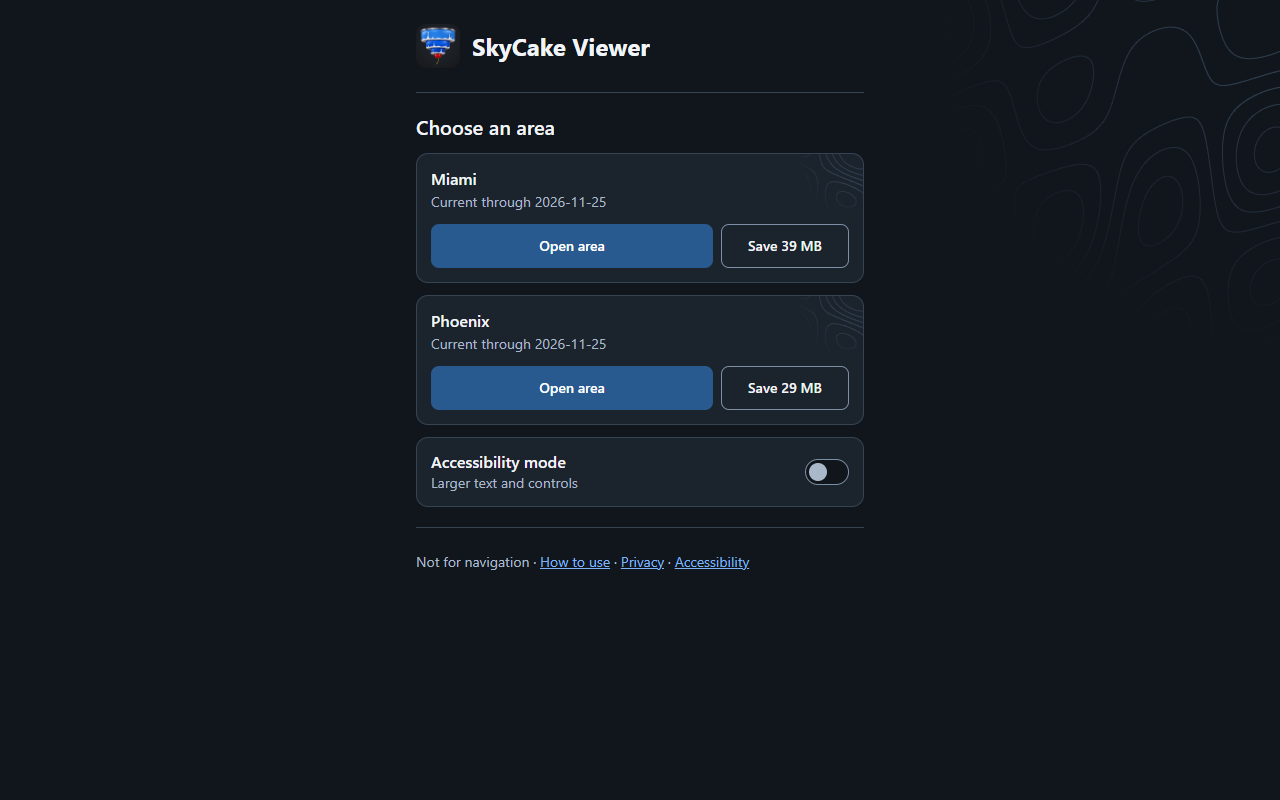 SkyCake Viewer
Choose an area
Miami
Current through 2026-11-25
Open area
Save 39 MB
Phoenix
Current through 2026-11-25
Open area
Save 29 MB
Accessibility mode
Larger text and controls
Not for navigation · How to use · Privacy · Accessibility